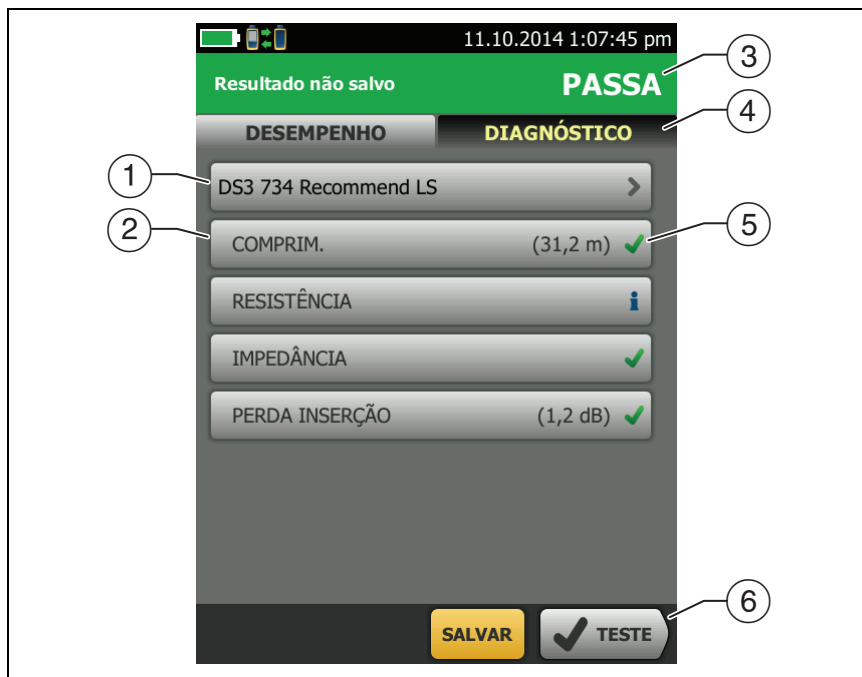 11.10.2014 1:07:45 pm
Resultado não salvo PASSA
3
DESEMPENHO DIAGNÓSTICO
4
1
DS3 734 Recommend LS
2
COMPRIM. (31,2 m)
5
RESISTÊNCIA
IMPEDÂNCIA
PERDA INSERÇÃO (1,2 dB)
SALVAR TESTE
6